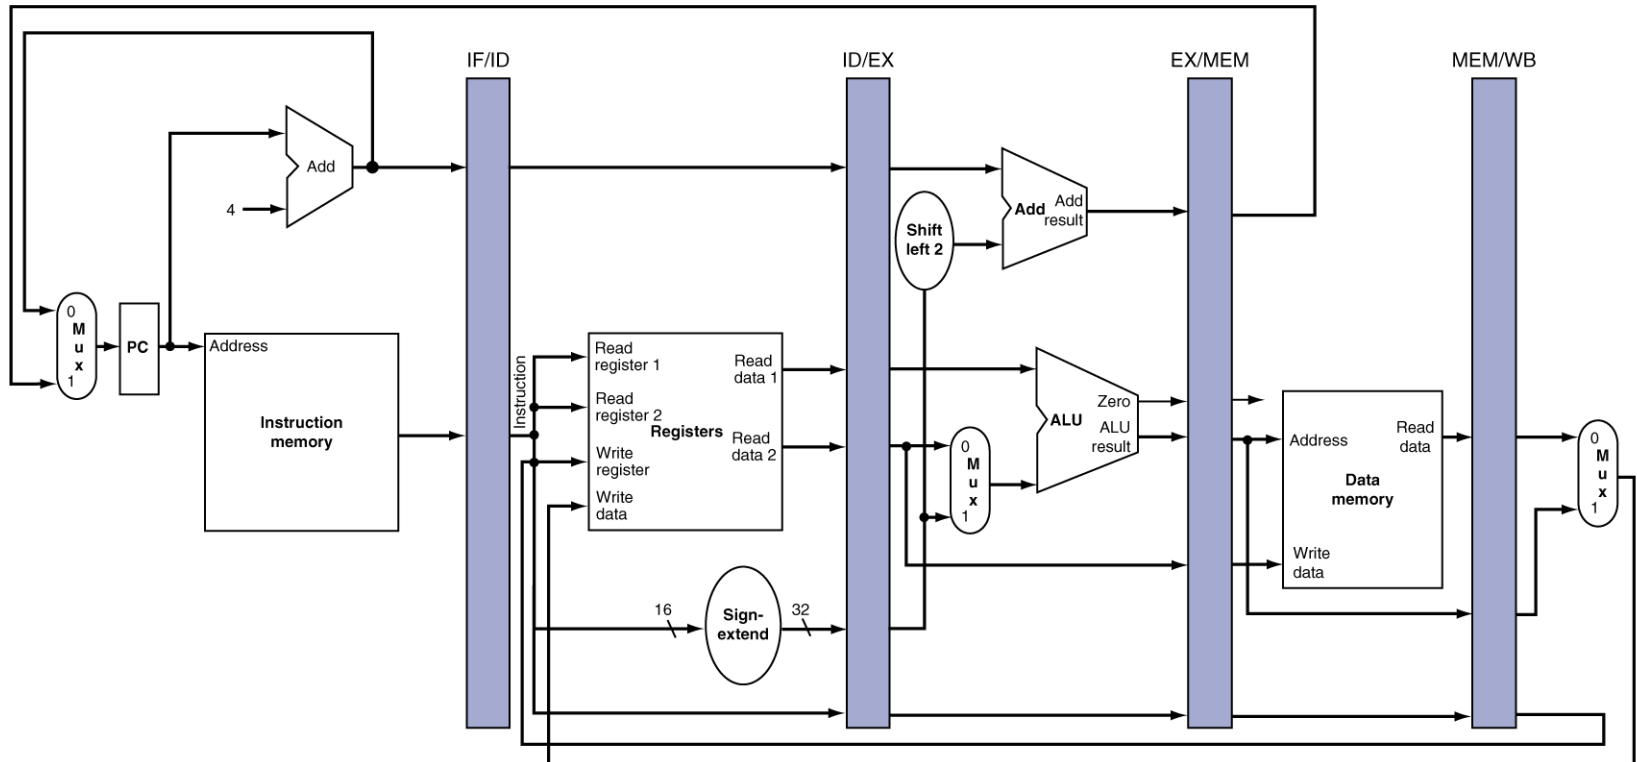 IF/ID
ID/EX
EX/MEM
MEM/WB
Add
4
Shift
left 2
Add
Add
result
0
M
u
x
1
PC
Address
Instruction
memory
Instruction
Read
register 1
Read
register 2
Write
register
Write
data
Registers
Read
data 1
Read
data 2
16
Sign-
extend
32
0
M
u
x
1
ALU
Zero
ALU
result
Address
Read
data
Data
memory
Write
data
0
M
u
x
1